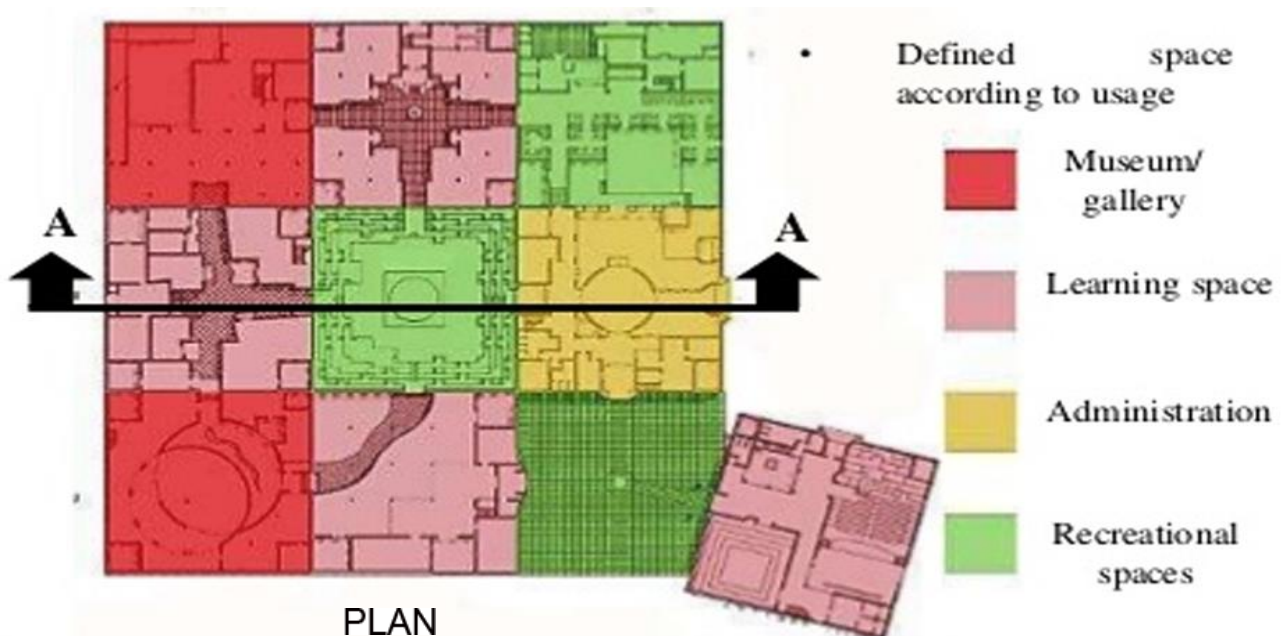 • Defined space
according to usage
Museum/
gallery
A
A
Learning space
Administration
Recreational
spaces
PLAN